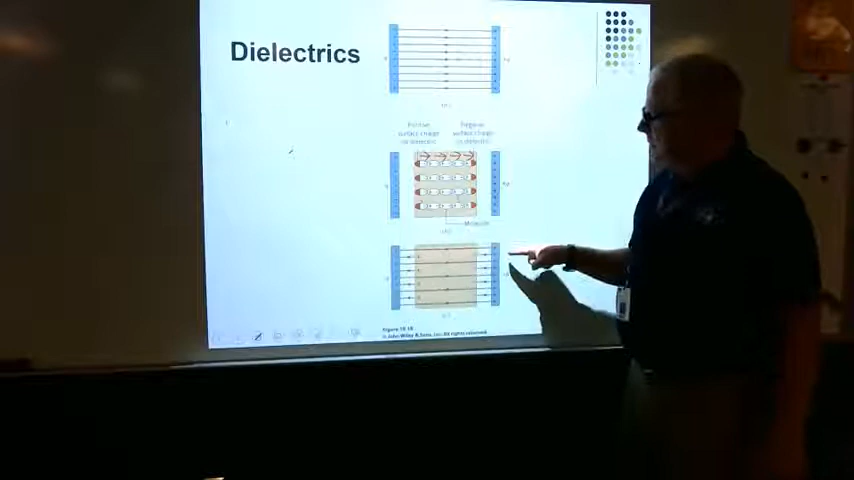 Dielectrics
Positive
surface charge
on dielectric
Negative
surface charge
on dielectric
Molecule
Figure 19-18
© John Wiley & Sons, Inc. All rights reserved.